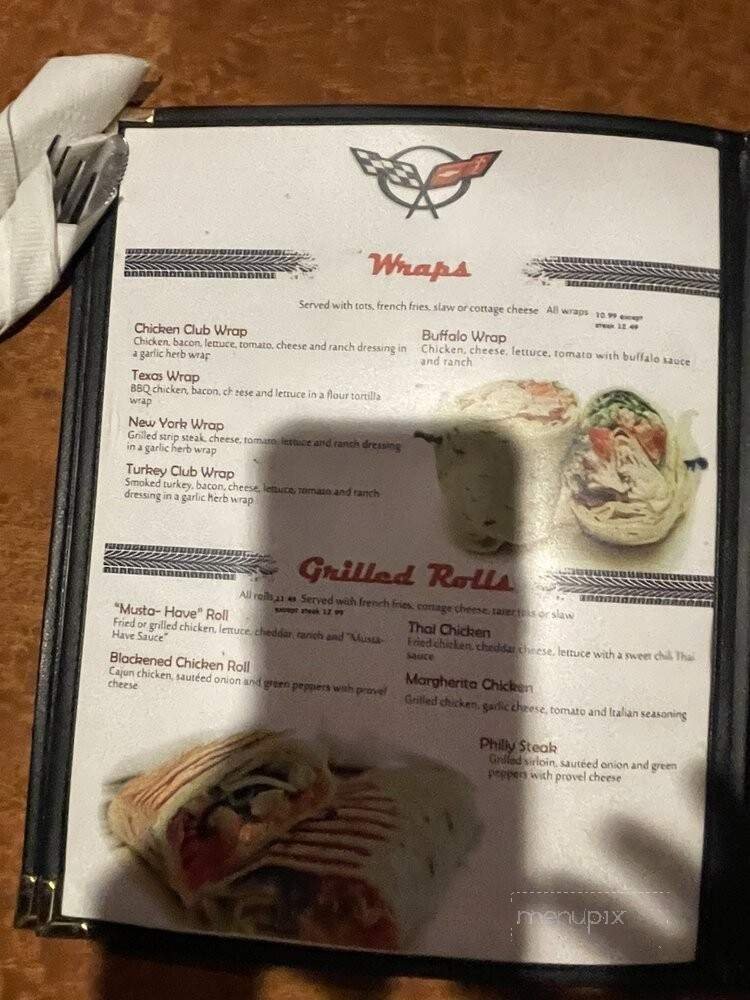 Wraps
Served with tots, french fries, slaw or cottage cheese All wraps 10.99 except
steak 12.49
Chicken Club Wrap
Chicken, bacon, lettuce, tomato, cheese and ranch dressing in
a garlic herb wrap
Texas Wrap
BBQ chicken, bacon, cheese and lettuce in a flour tortilla
wrap
New York Wrap
Grilled strip steak, cheese, tomato, lettuce and ranch dressing
in a garlic herb wrap
Turkey Club Wrap
Smoked turkey, bacon, cheese, lettuce, tomato and ranch
dressing in a garlic herb wrap
Buffalo Wrap
Chicken, cheese, lettuce, tomato with buffalo sauce
and ranch
Grilled Rolls
All rolls 11 49 Served with french fries, cottage cheese, tater tots or slaw
except steak 12 99
"Musta- Have" Roll
Fried or grilled chicken, lettuce, cheddar, ranch and "Musta-
Have Sauce"
Blackened Chicken Roll
Cajun chicken, sautéed onion and green peppers with provel
cheese
Thai Chicken
Fried chicken, cheddar cheese, lettuce with a sweet chili Thai
sauce
Margherita Chicken
Grilled chicken, garlic cheese, tomato and Italian seasoning
Philly Steak
Grilled sirloin, sautéed onion and green
peppers with provel cheese
menupix